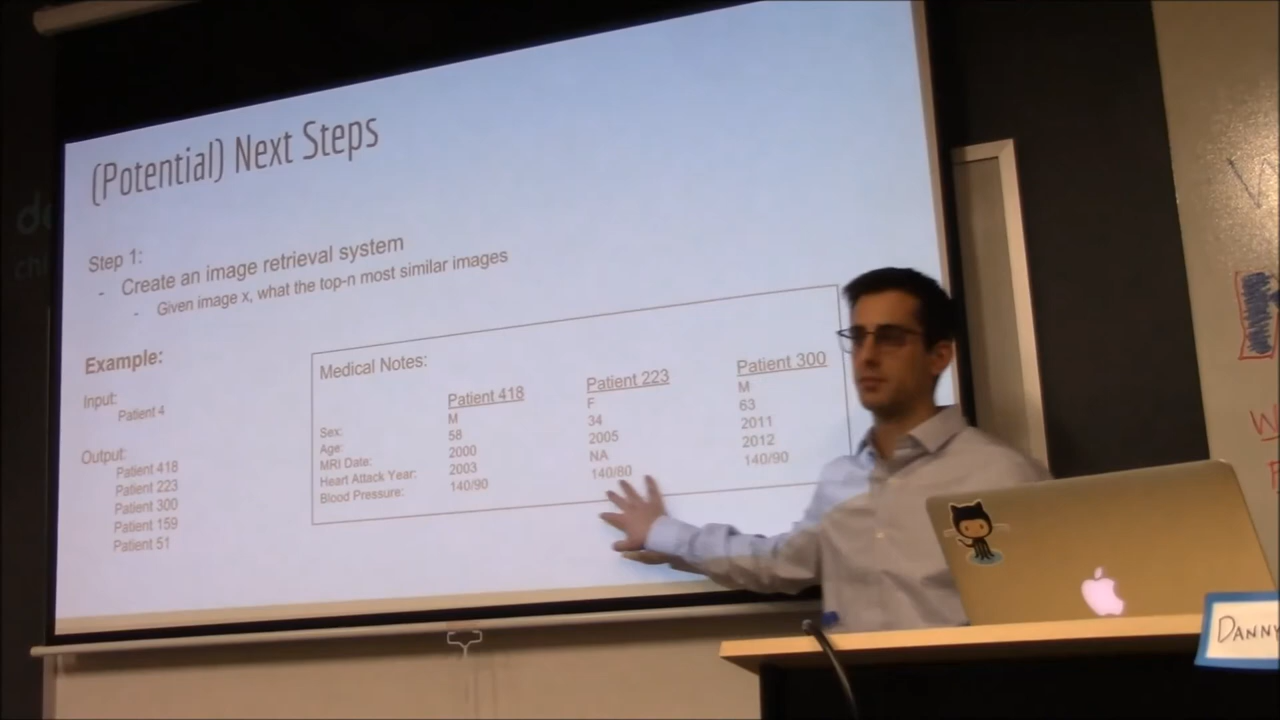 (Potential) Next Steps
Step 1:
- Create an image retrieval system
- Given image x, what the top-n most similar images
Example:
Input:
Patient 4
Output:
Patient 418
Patient 223
Patient 300
Patient 159
Patient 51
Medical Notes:
Patient 418 Patient 223 Patient 300
Sex: M F M
Age: 58 34 63
MRI Date: 2000 2005 2011
Heart Attack Year: 2003 NA 2012
Blood Pressure: 140/90 140/80 140/90
DANNY